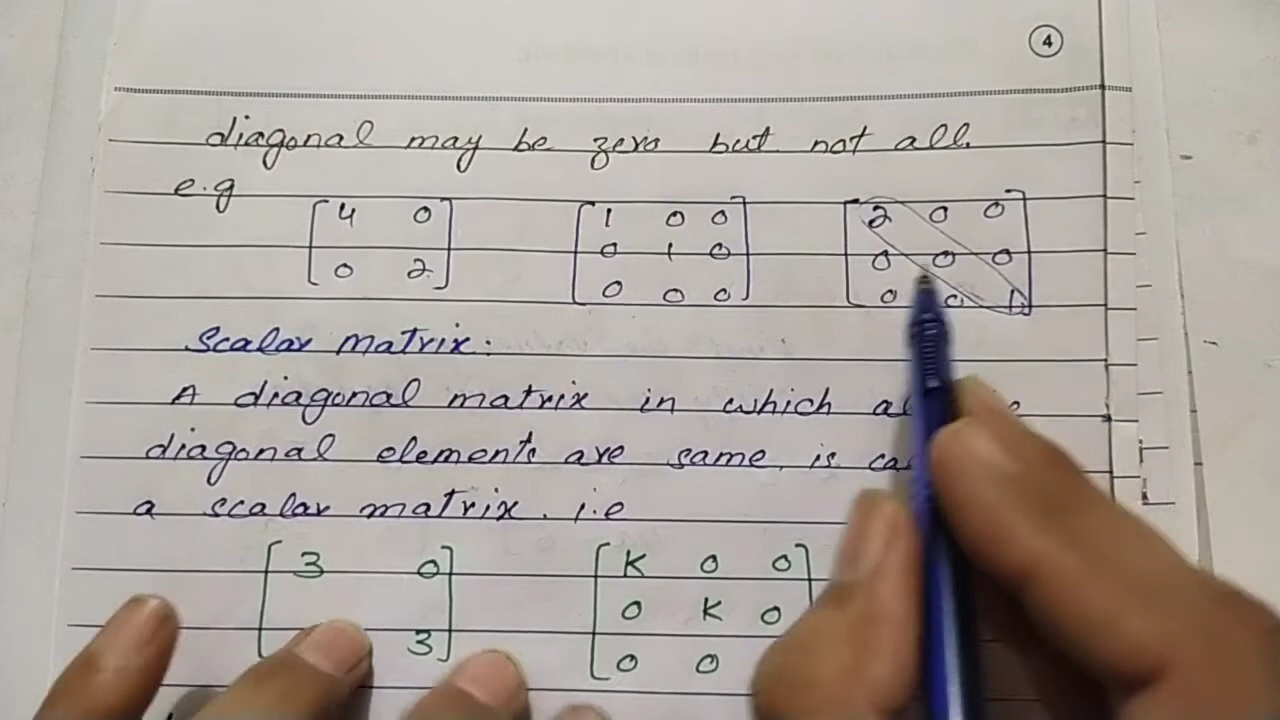 4
diagonal may be zero but not all.
e.g
4 0 1 0 0 2 0 0
0 2 0 1 0 0 0 0
0 0 0 0 0 1
Scalar matrix:
A diagonal matrix in which
diagonal elements are same, is
a scalar matrix. i.e
3 0 K 0 0
3 0 K 0
0 0